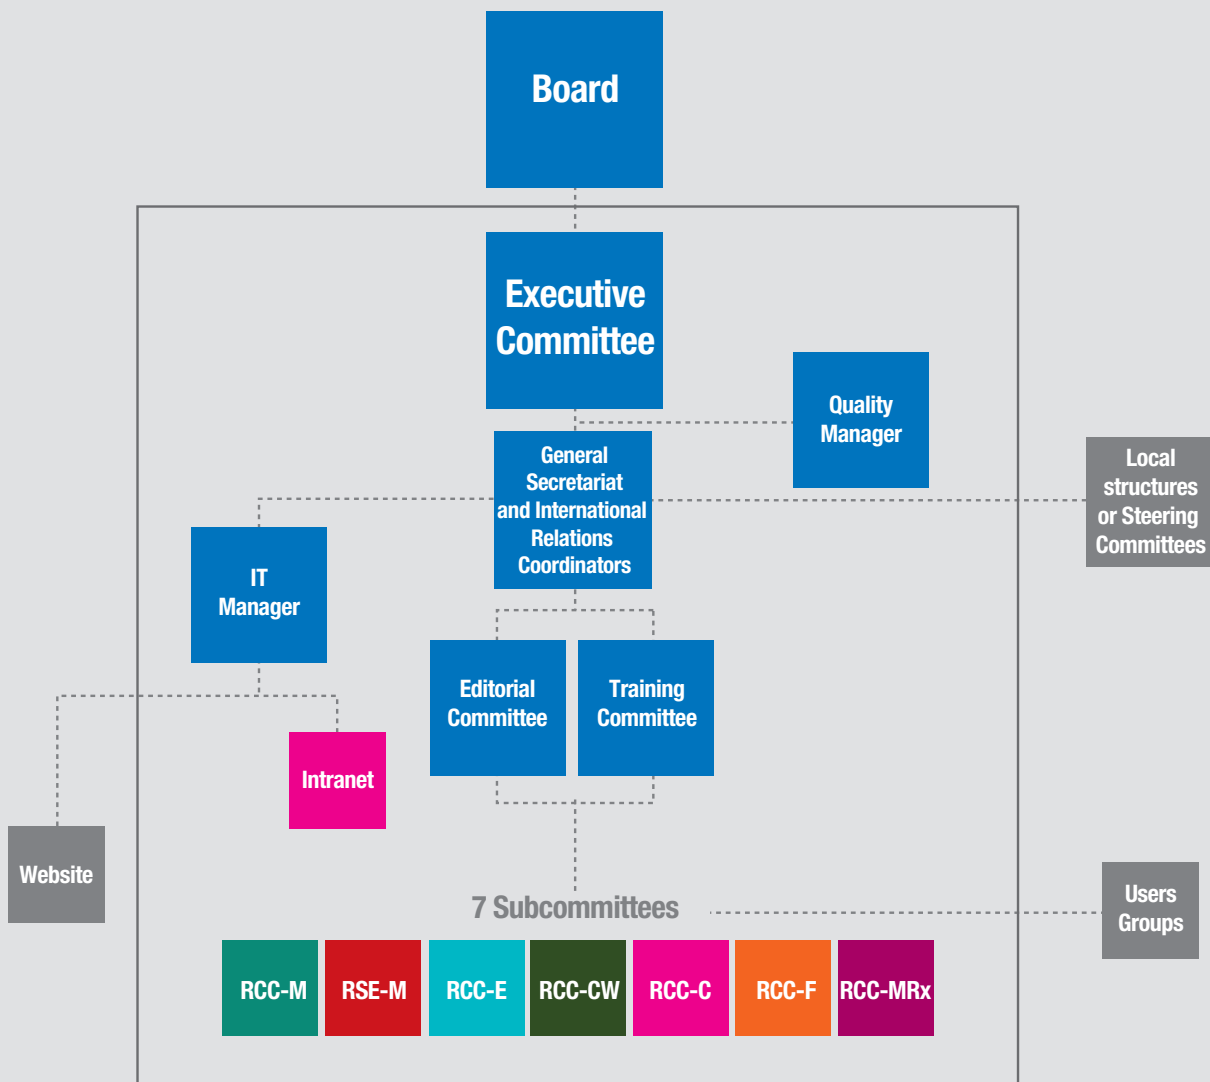 Board
Executive
Committee
Quality
Manager
General
Secretariat
and International
Relations
Coordinators
Local
structures
or Steering
Committees
IT
Manager
Editorial
Committee
Training
Committee
Intranet
Website
7 Subcommittees
Users
Groups
RCC-M
RSE-M
RCC-E
RCC-CW
RCC-C
RCC-F
RCC-MRx